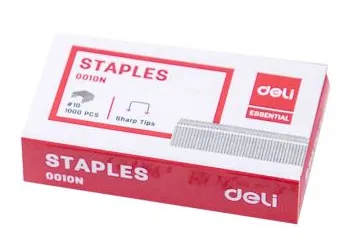 STAPLES
0010N
deli
ESSENTIAL
#10
1000 PCS
Sharp Tips
STAPLES
0010N
deli